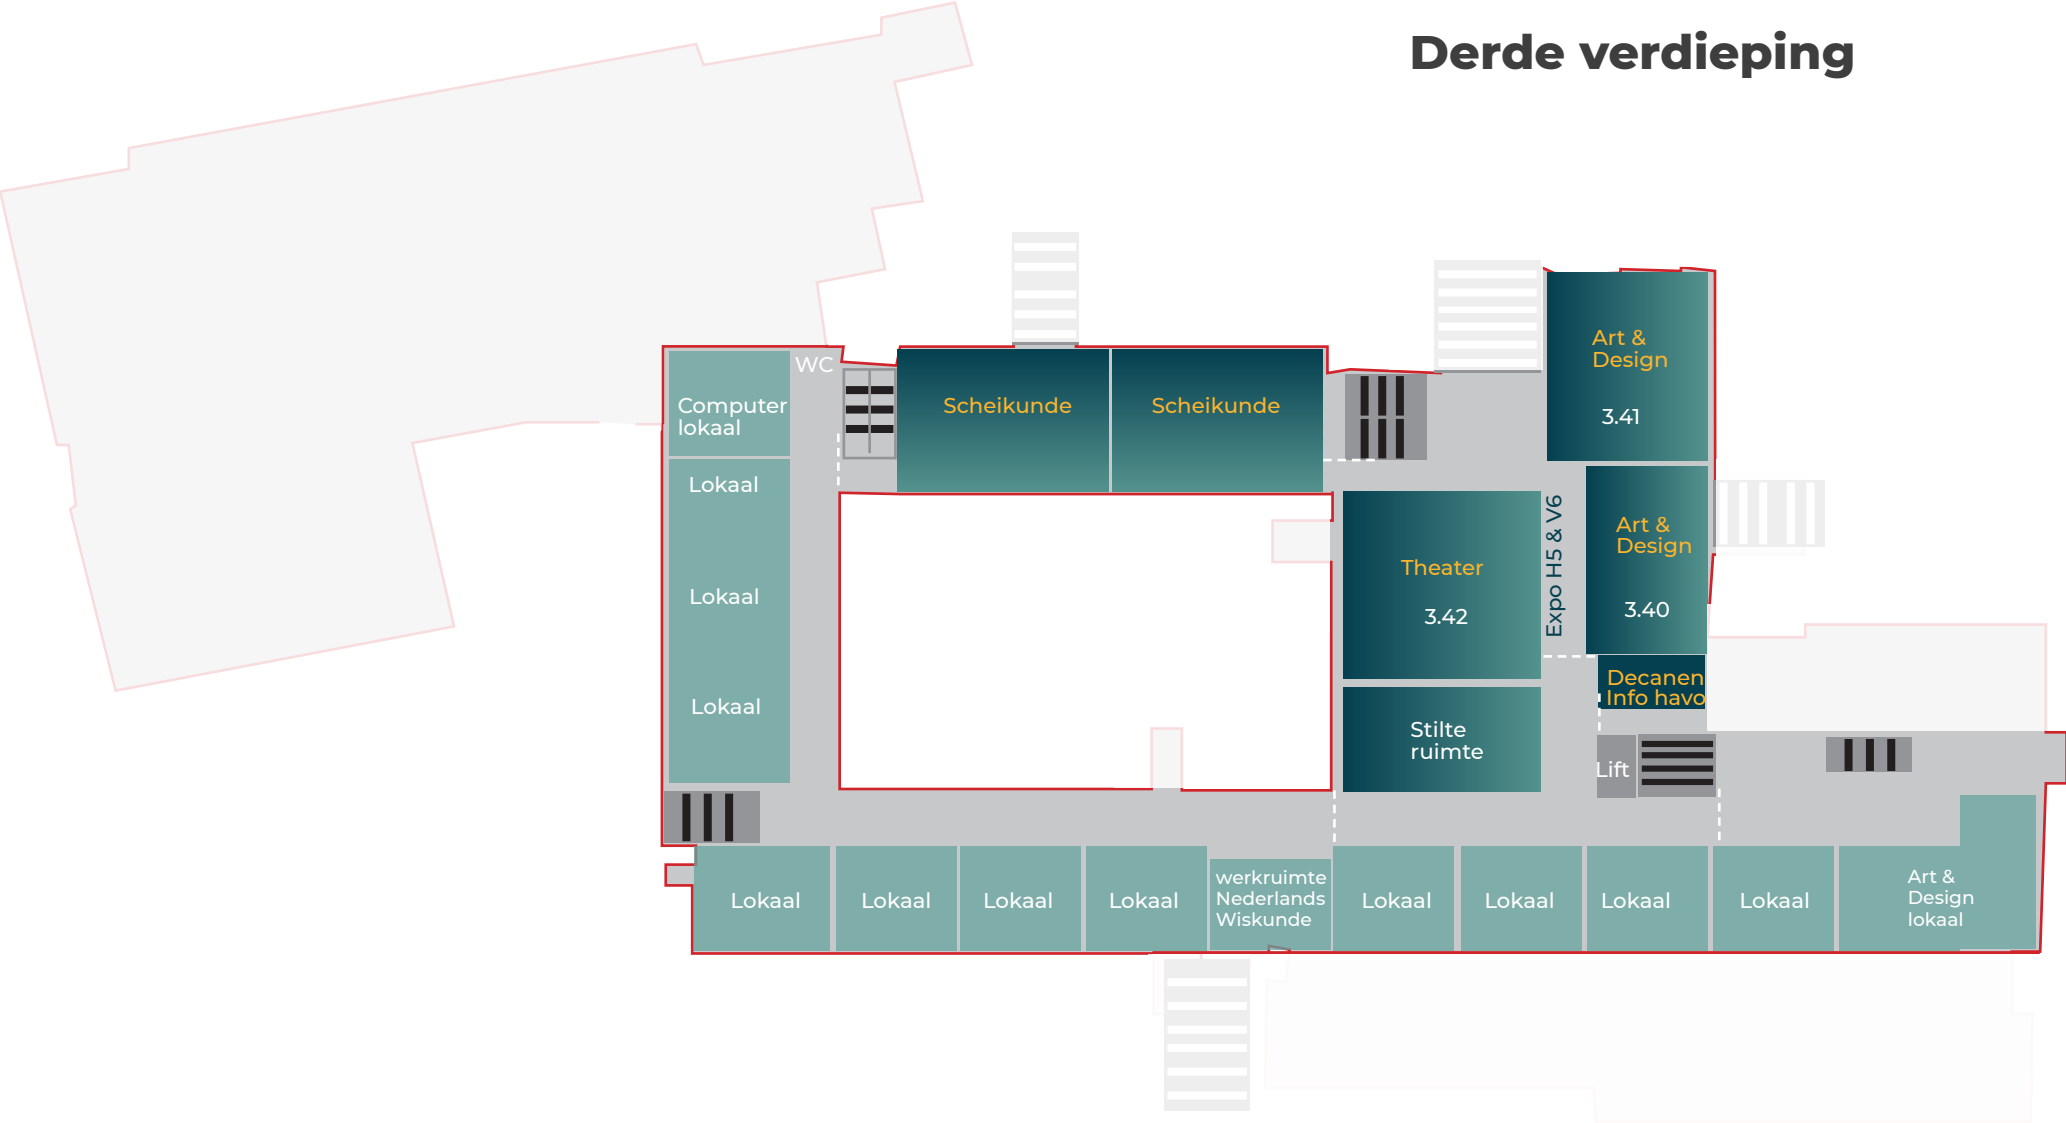 Derde verdieping
Art &
Design
3.41
WC
Computer
lokaal
Scheikunde
Scheikunde
Lokaal
Lokaal
Lokaal
Theater
3.42
Expo H5 & V6
Art &
Design
3.40
Decanen
Info havo
Stilte
ruimte
Lift
Lokaal
Lokaal
Lokaal
Lokaal
werkruimte
Nederlands
Wiskunde
Lokaal
Lokaal
Lokaal
Lokaal
Art &
Design
lokaal